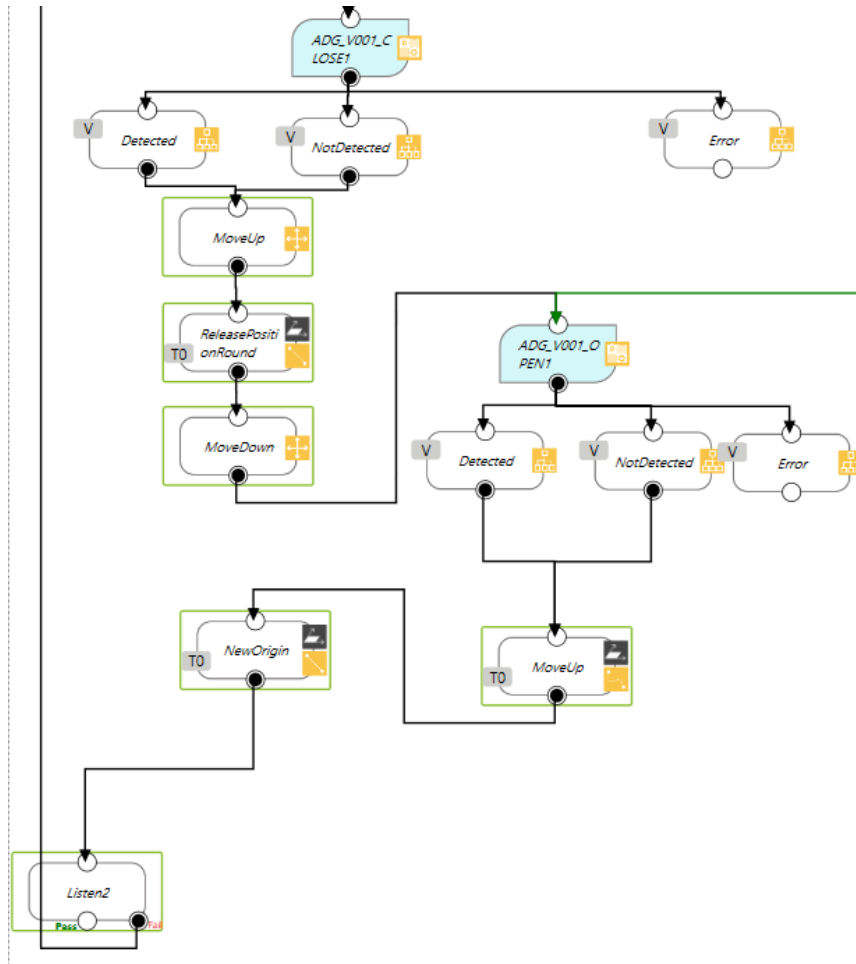 ADG_V001_C
LOSE1
V
Detected
V
NotDetected
V
Error
MoveUp
ReleasePositi
onRound
T0
MoveDown
ADG_V001_O
PEN1
V
Detected
V
NotDetected
V
Error
NewOrigin
T0
MoveUp
T0
Listen2
Pass
Fail